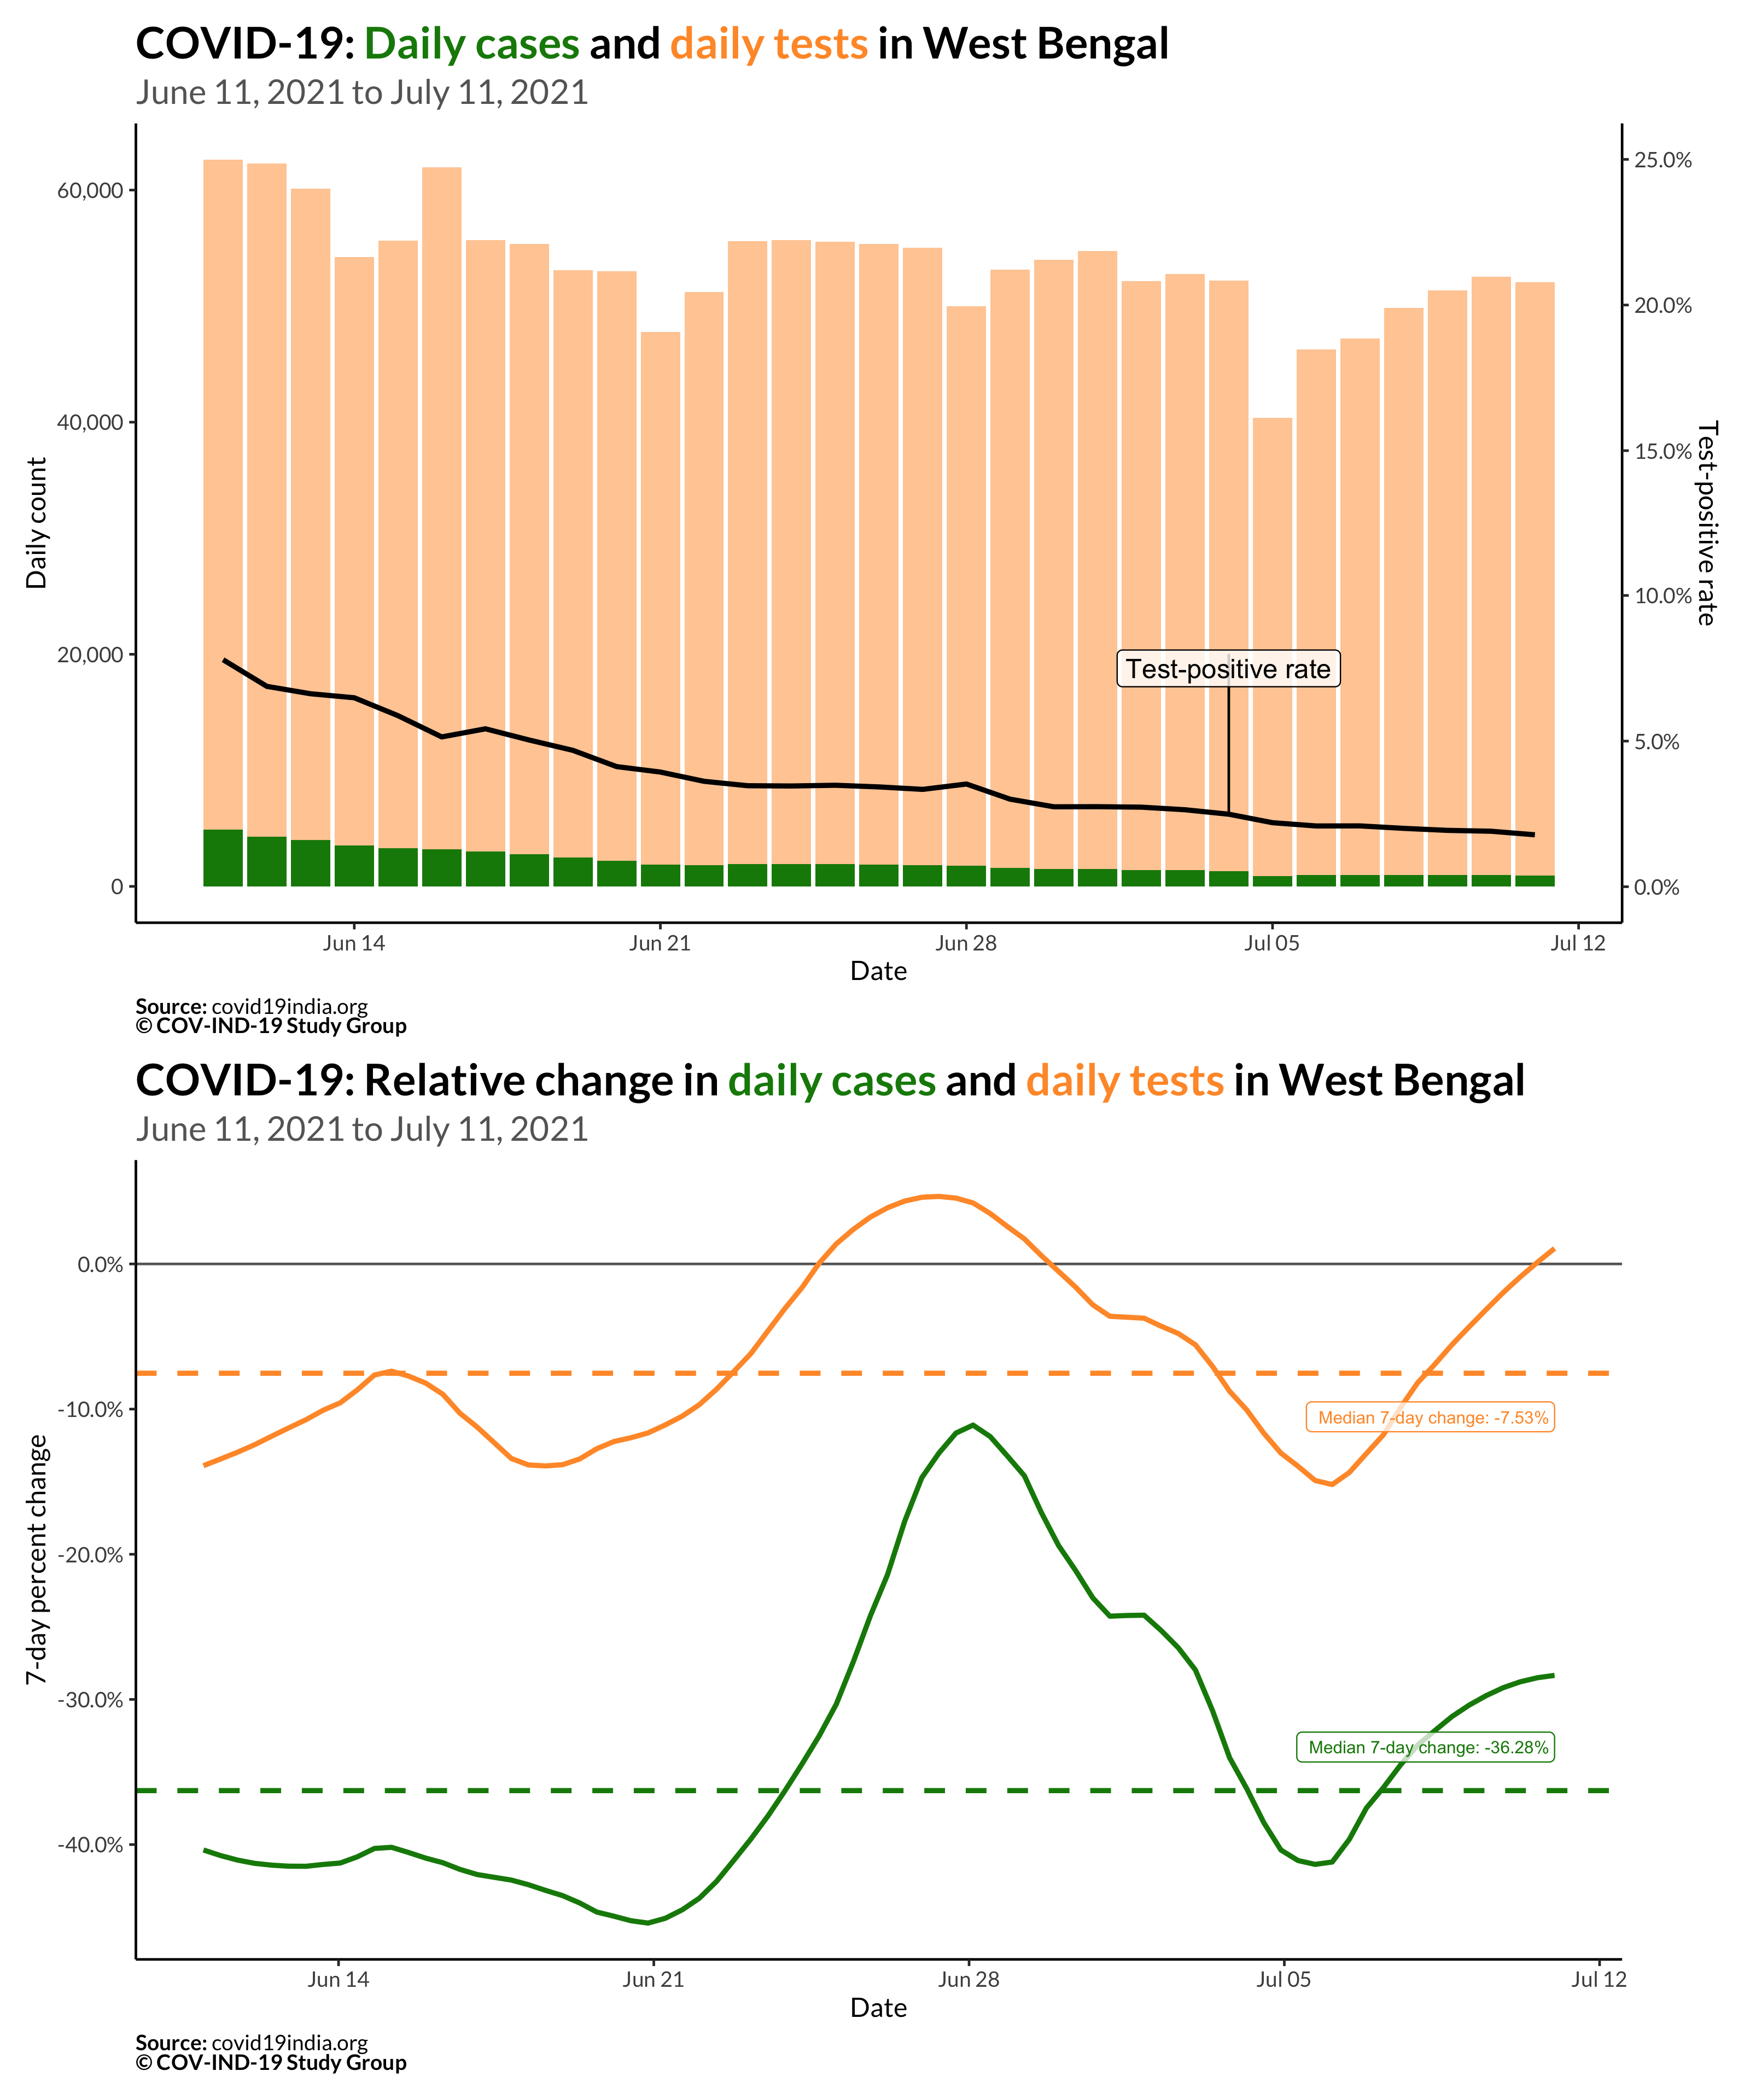 COVID-19: Daily cases and daily tests in West Bengal
June 11, 2021 to July 11, 2021
Daily count
60,000
40,000
20,000
0
25.0%
20.0%
15.0%
10.0%
5.0%
0.0%
Test-positive rate
Test-positive rate
Jun 14
Jun 21
Jun 28
Jul 05
Jul 12
Date
Source: covid19india.org
© COV-IND-19 Study Group
COVID-19: Relative change in daily cases and daily tests in West Bengal
June 11, 2021 to July 11, 2021
7-day percent change
0.0%
-10.0%
-20.0%
-30.0%
-40.0%
Median 7-day change: -7.53%
Median 7-day change: -36.28%
Jun 14
Jun 21
Jun 28
Jul 05
Jul 12
Date
Source: covid19india.org
© COV-IND-19 Study Group